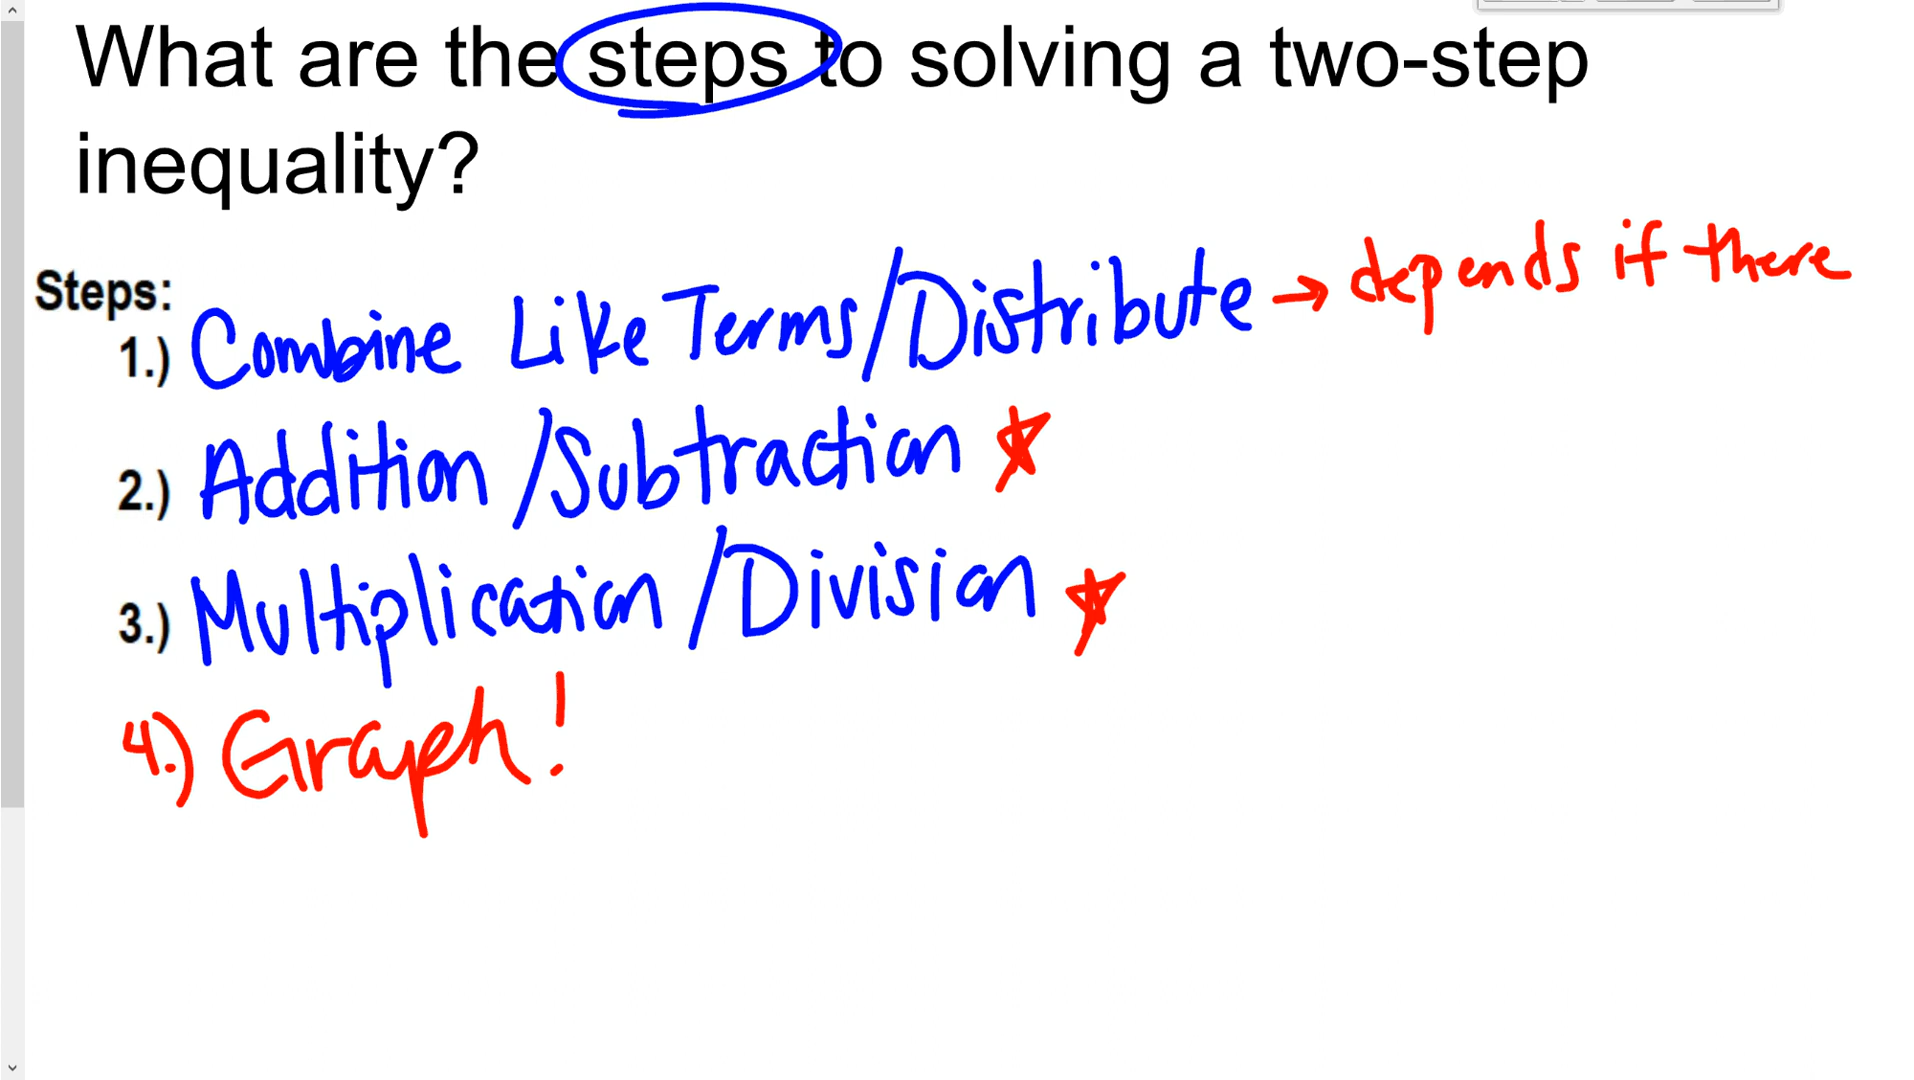 What are the steps to solving a two-step
inequality?
Steps:
1.) Combine Like Terms/Distribute → depends if there
2.) Addition/Subtraction ☆
3.) Multiplication/Division ☆
4.) Graph!